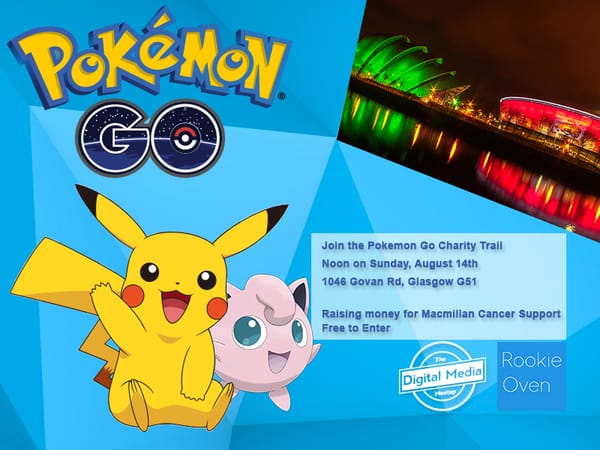 POKéMON
GO
Join the Pokemon Go Charity Trail
Noon on Sunday, August 14th
1046 Govan Rd, Glasgow G51
Raising money for Macmillan Cancer Support
Free to Enter
The
Digital Media
Meetup
Rookie
Oven